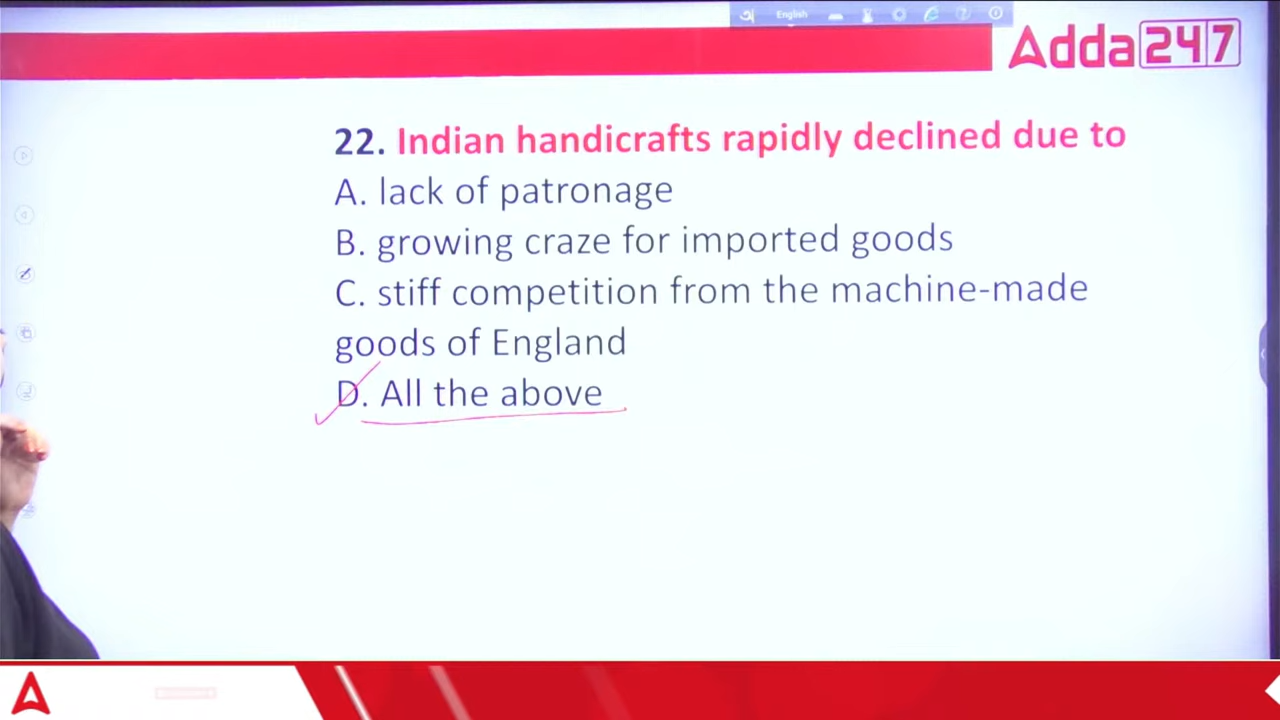 English
Adda247
22. Indian handicrafts rapidly declined due to
A. lack of patronage
B. growing craze for imported goods
C. stiff competition from the machine-made
goods of England
D. All the above